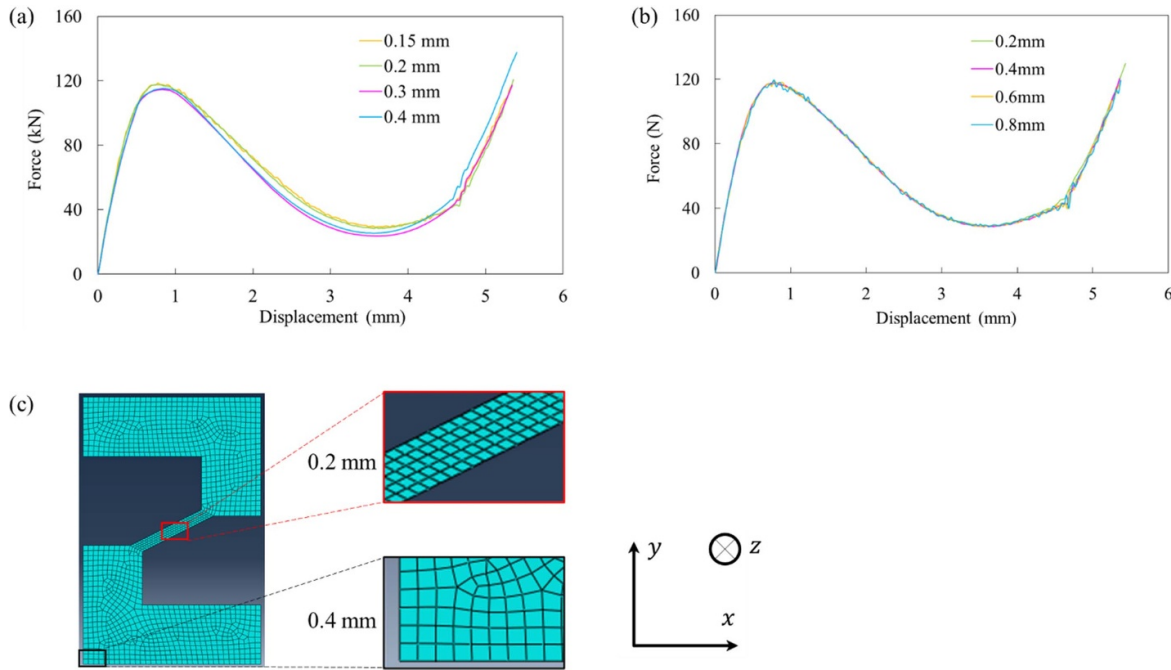 (a)
160
120
80
40
0
Force (kN)
0 1 2 3 4 5 6
Displacement (mm)
0.15 mm
0.2 mm
0.3 mm
0.4 mm
(b)
160
120
80
40
0
Force (N)
0 1 2 3 4 5 6
Displacement (mm)
0.2mm
0.4mm
0.6mm
0.8mm
(c)
0.2 mm
0.4 mm
y
z
x